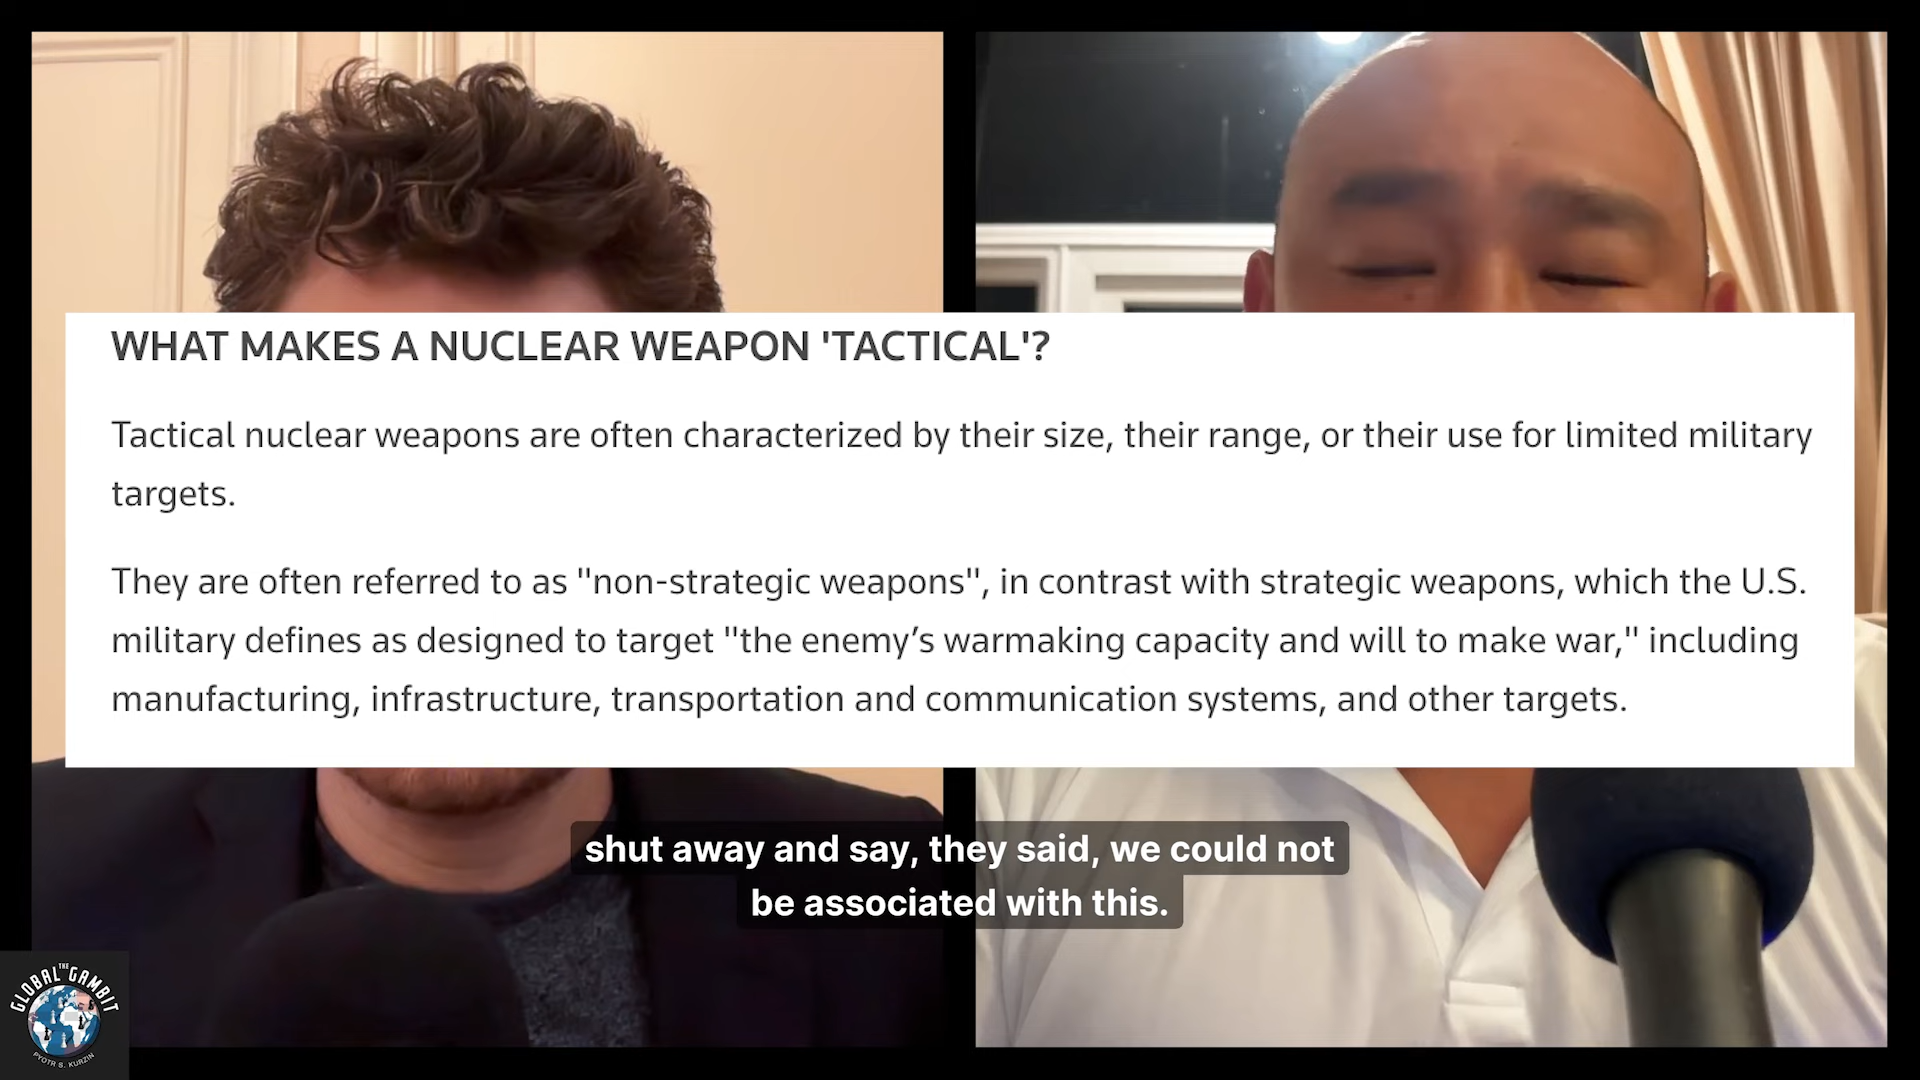 WHAT MAKES A NUCLEAR WEAPON 'TACTICAL'?
Tactical nuclear weapons are often characterized by their size, their range, or their use for limited military
targets.
They are often referred to as "non-strategic weapons", in contrast with strategic weapons, which the U.S.
military defines as designed to target "the enemy’s warmaking capacity and will to make war," including
manufacturing, infrastructure, transportation and communication systems, and other targets.
shut away and say, they said, we could not
be associated with this.
THE
GLOBAL GAMBIT
PYOTR S. KURZIN